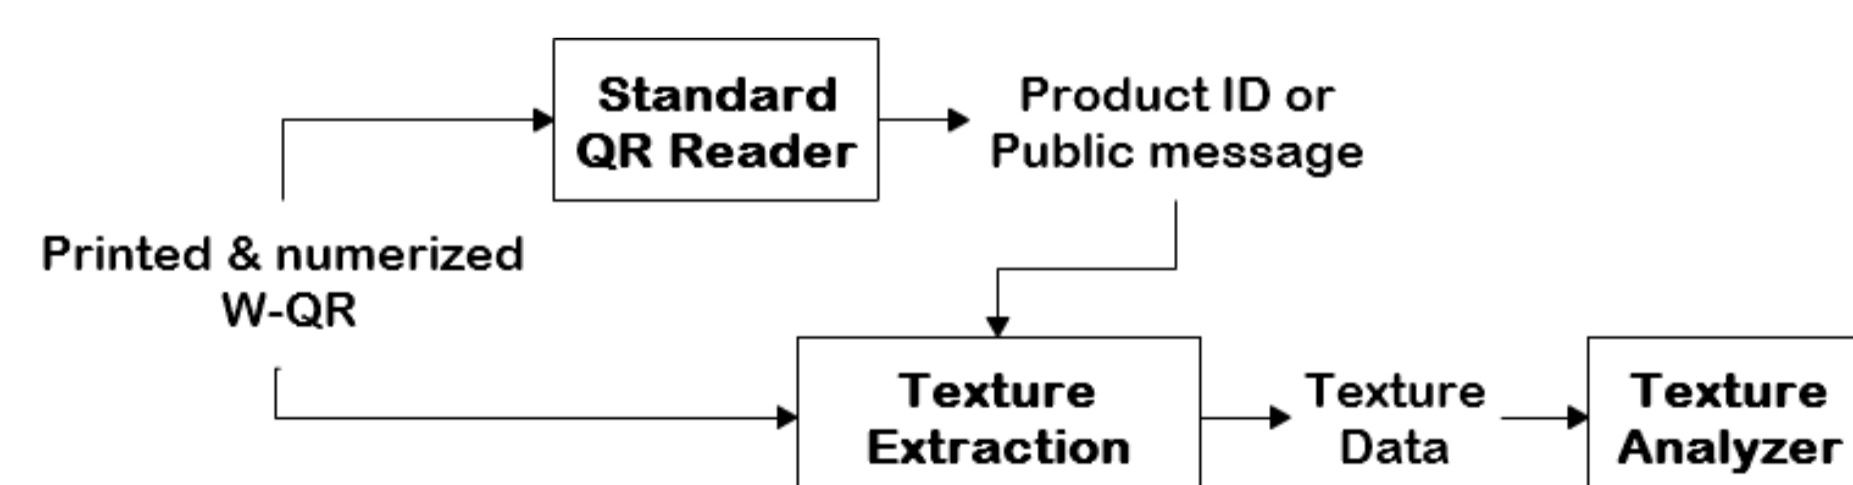 Standard
QR Reader
Product ID or
Public message
Printed & numerized
W-QR
Texture
Extraction
Texture
Data
Texture
Analyzer